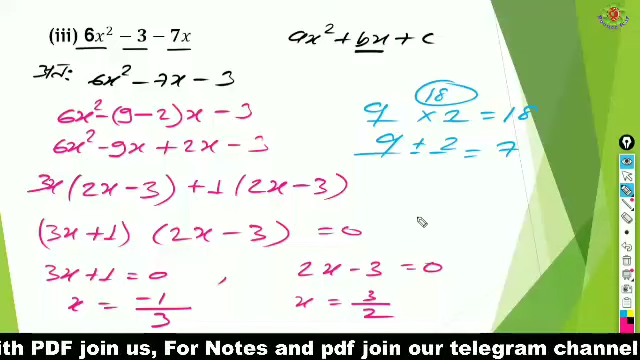 (iii) 6x² − 3 − 7x
ax² + bx + c
अतः 6x² − 7x − 3
6x² − (9 − 2)x − 3
6x² − 9x + 2x − 3
3x(2x − 3) + 1(2x − 3)
(3x + 1) (2x − 3) = 0
3x + 1 = 0 , 2x − 3 = 0
x = −1/3 x = 3/2
18
9 × 2 = 18
9 ÷ 2 = 7
ith PDF join us, For Notes and pdf join our telegram channel